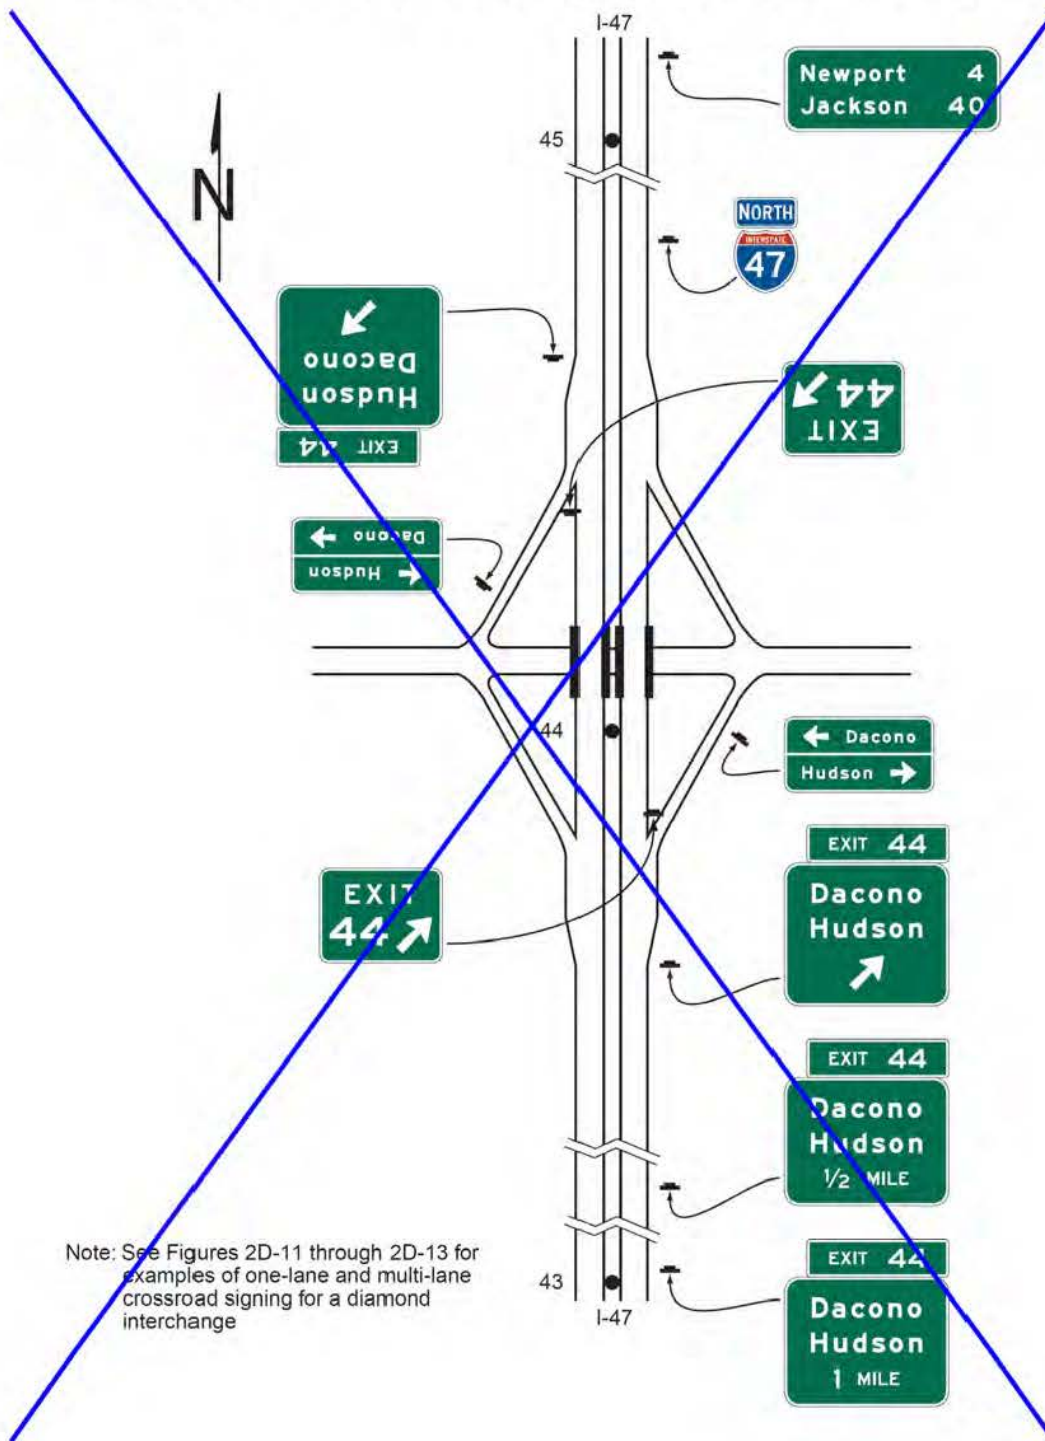 I-47
Newport 4
Jackson 40
45
N
NORTH
INTERSTATE
47
Hudson
Dacono
EXIT 44
EXIT
44
Dacono
Hudson
44
Dacono
Hudson
EXIT 44
Dacono
Hudson
EXIT
44
EXIT 44
Dacono
Hudson
1/2 MILE
Note: See Figures 2D-11 through 2D-13 for
examples of one-lane and multi-lane
crossroad signing for a diamond
interchange
43
I-47
EXIT 44
Dacono
Hudson
1 MILE